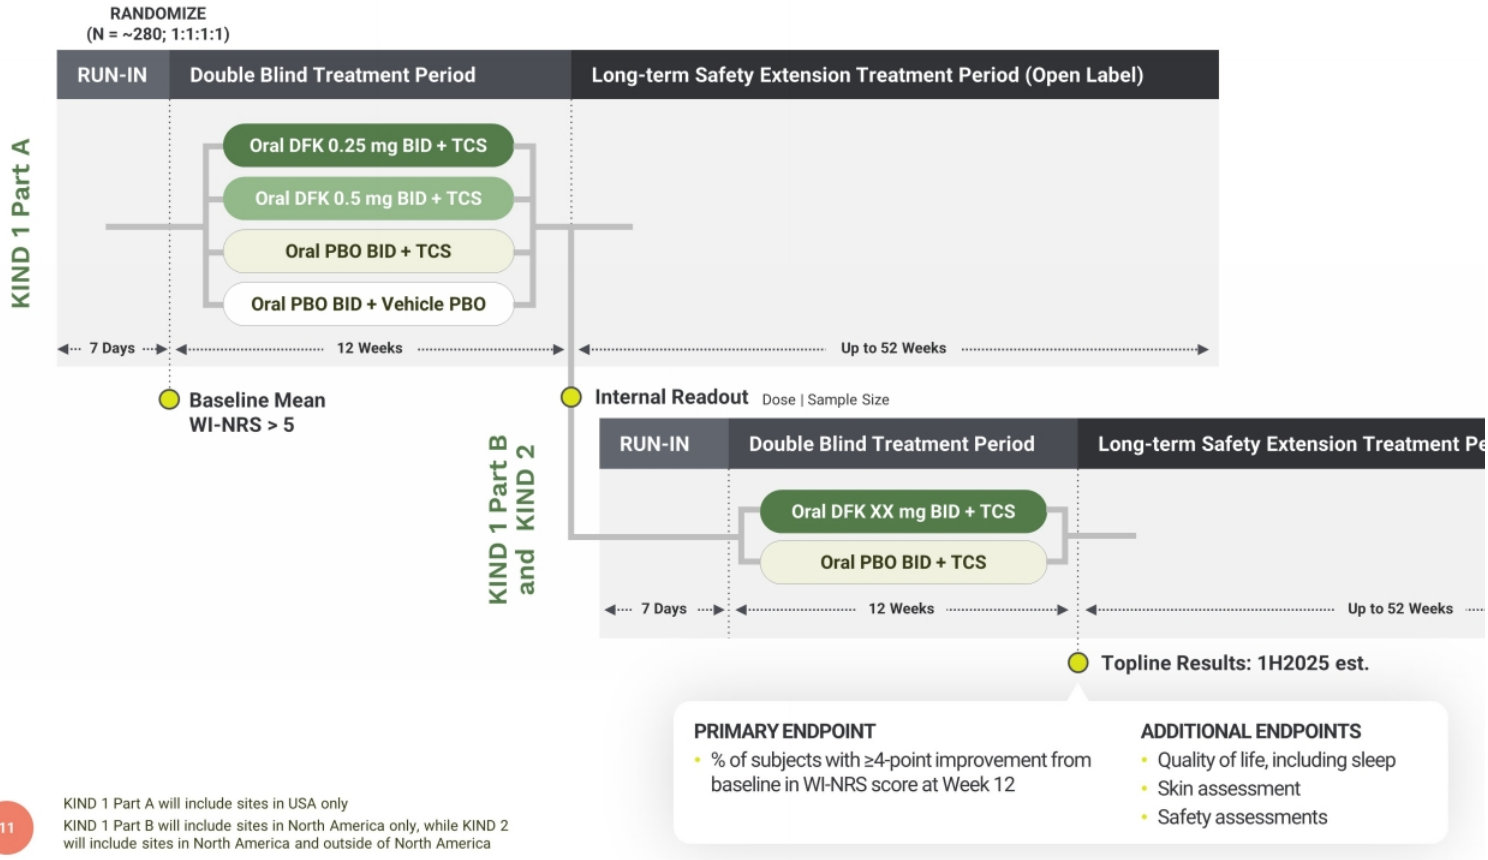 RANDOMIZE
(N = ~280; 1:1:1:1)
RUN-IN
Double Blind Treatment Period
Long-term Safety Extension Treatment Period (Open Label)
KIND 1 Part A
Oral DFK 0.25 mg BID + TCS
Oral DFK 0.5 mg BID + TCS
Oral PBO BID + TCS
Oral PBO BID + Vehicle PBO
7 Days
12 Weeks
Up to 52 Weeks
Baseline Mean
WI-NRS > 5
Internal Readout Dose | Sample Size
KIND 1 Part B
and KIND 2
RUN-IN
Double Blind Treatment Period
Long-term Safety Extension Treatment Pe
Oral DFK XX mg BID + TCS
Oral PBO BID + TCS
7 Days
12 Weeks
Up to 52 Weeks
Topline Results: 1H2025 est.
PRIMARY ENDPOINT
• % of subjects with ≥4-point improvement from
baseline in WI-NRS score at Week 12
ADDITIONAL ENDPOINTS
• Quality of life, including sleep
• Skin assessment
• Safety assessments
KIND 1 Part A will include sites in USA only
KIND 1 Part B will include sites in North America only, while KIND 2
will include sites in North America and outside of North America
11